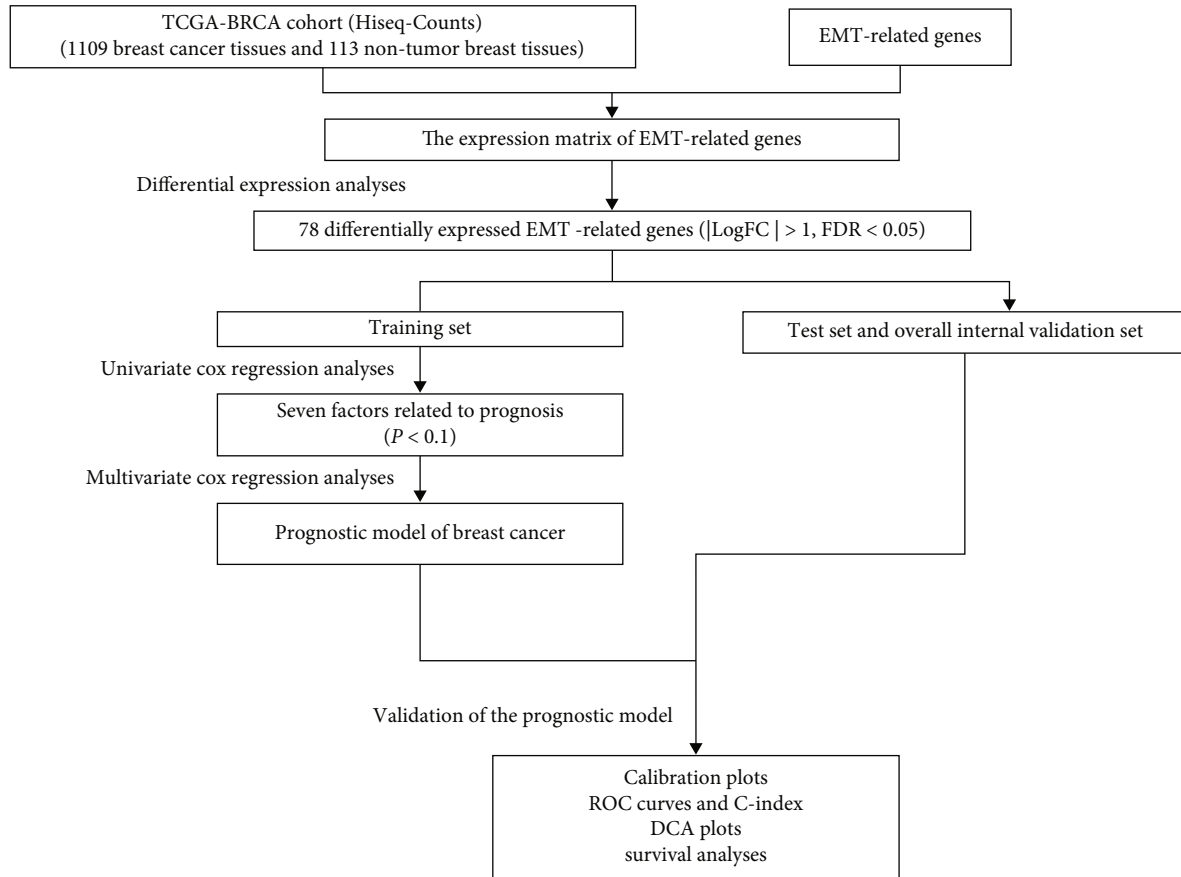 TCGA-BRCA cohort (Hiseq-Counts)
(1109 breast cancer tissues and 113 non-tumor breast tissues)
EMT-related genes
The expression matrix of EMT-related genes
Differential expression analyses
78 differentially expressed EMT -related genes (|LogFC | > 1, FDR < 0.05)
Training set
Test set and overall internal validation set
Univariate cox regression analyses
Seven factors related to prognosis
(P < 0.1)
Multivariate cox regression analyses
Prognostic model of breast cancer
Validation of the prognostic model
Calibration plots
ROC curves and C-index
DCA plots
survival analyses